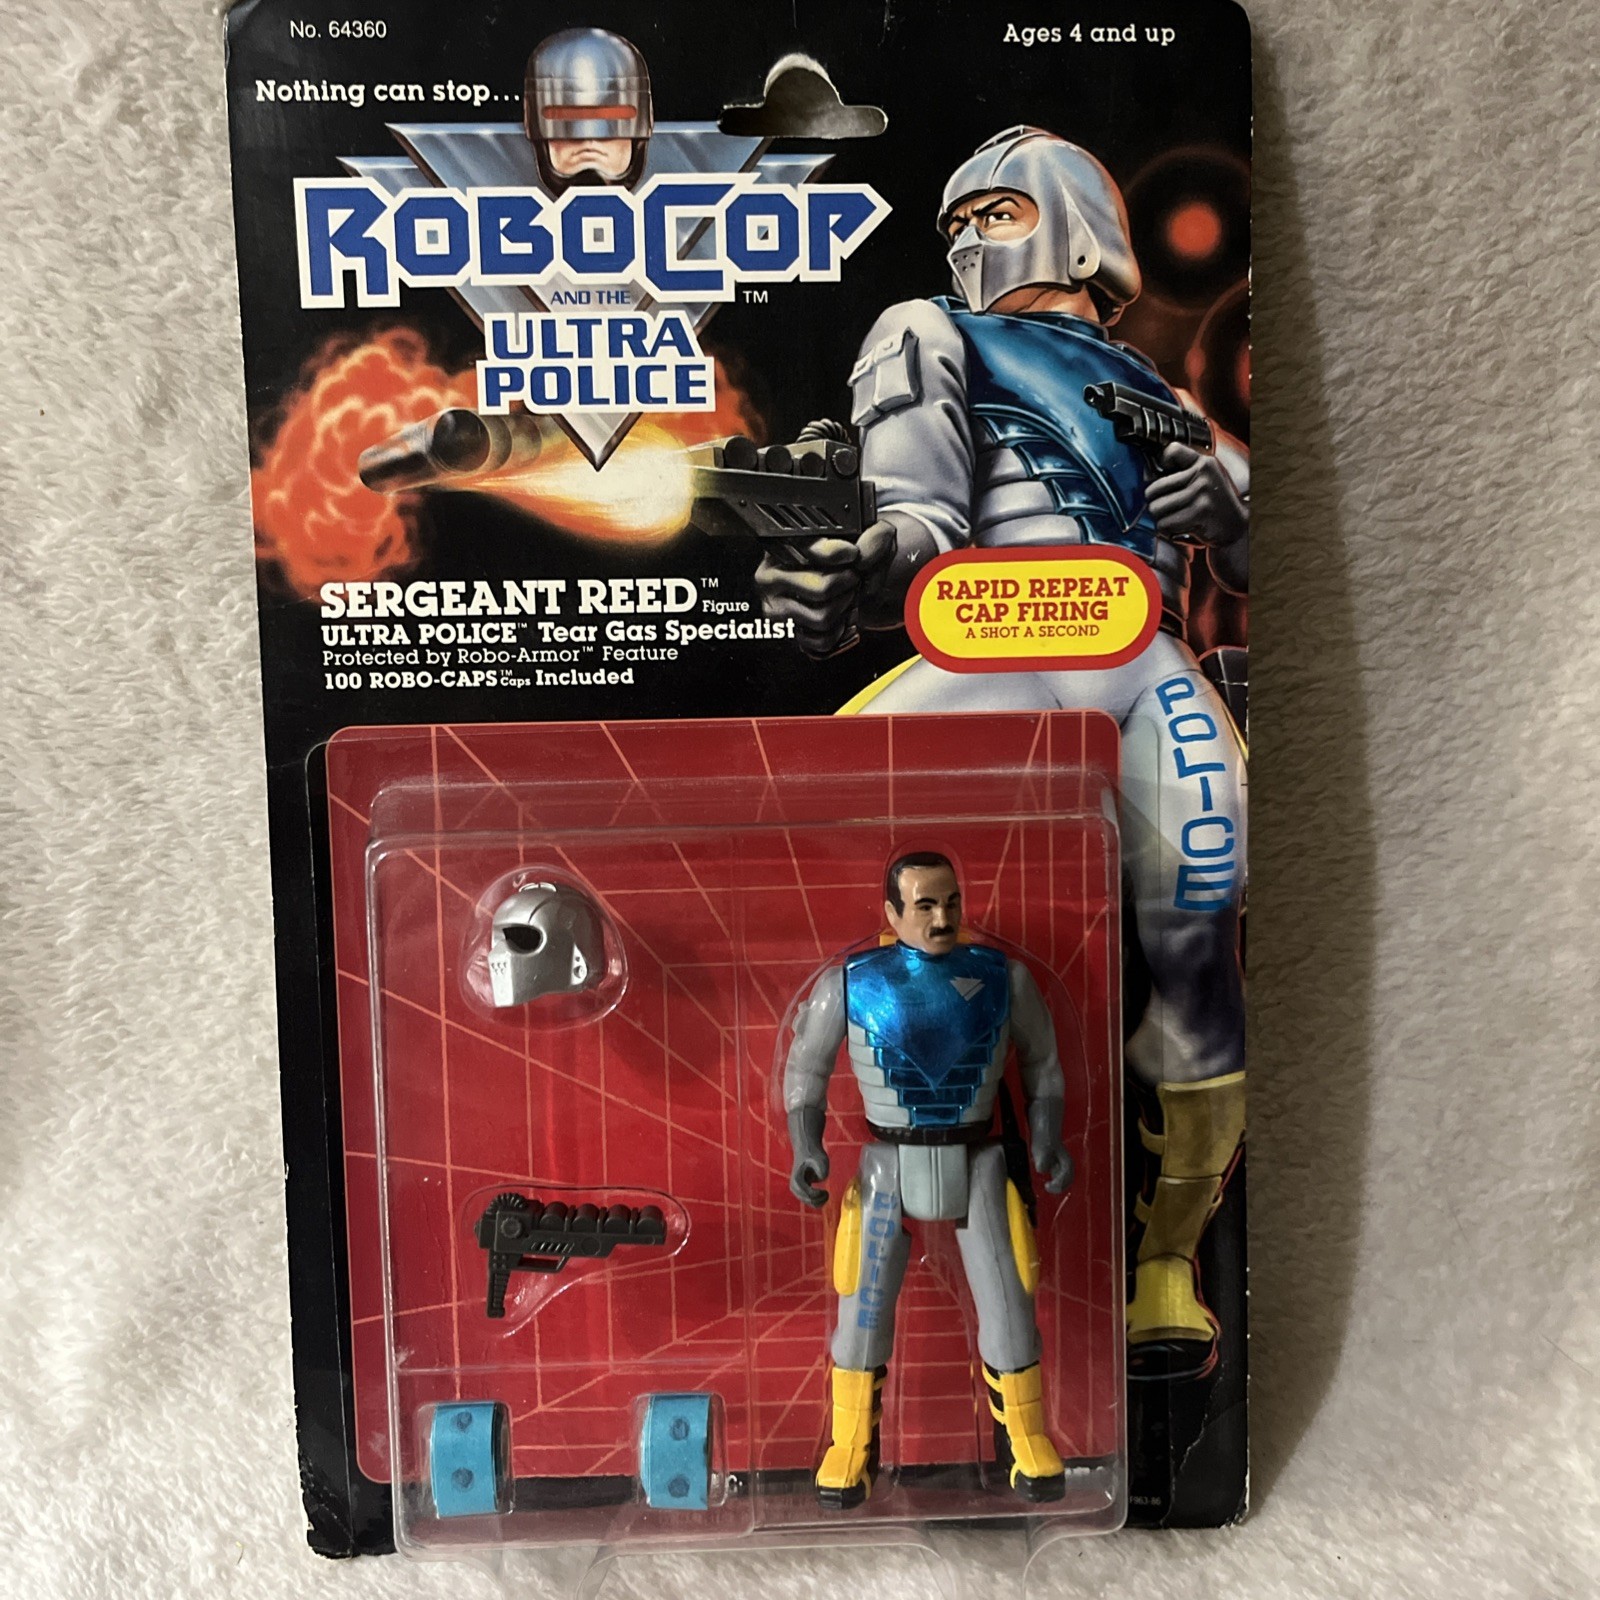 No. 64360
Ages 4 and up
Nothing can stop...
ROBOCOP
AND THE TM
ULTRA
POLICE
SERGEANT REED™ Figure
ULTRA POLICE™ Tear Gas Specialist
Protected by Robo-Armor™ Feature
100 ROBO-CAPS™ Caps Included
RAPID REPEAT
CAP FIRING
A SHOT A SECOND
POLICE
POLICE